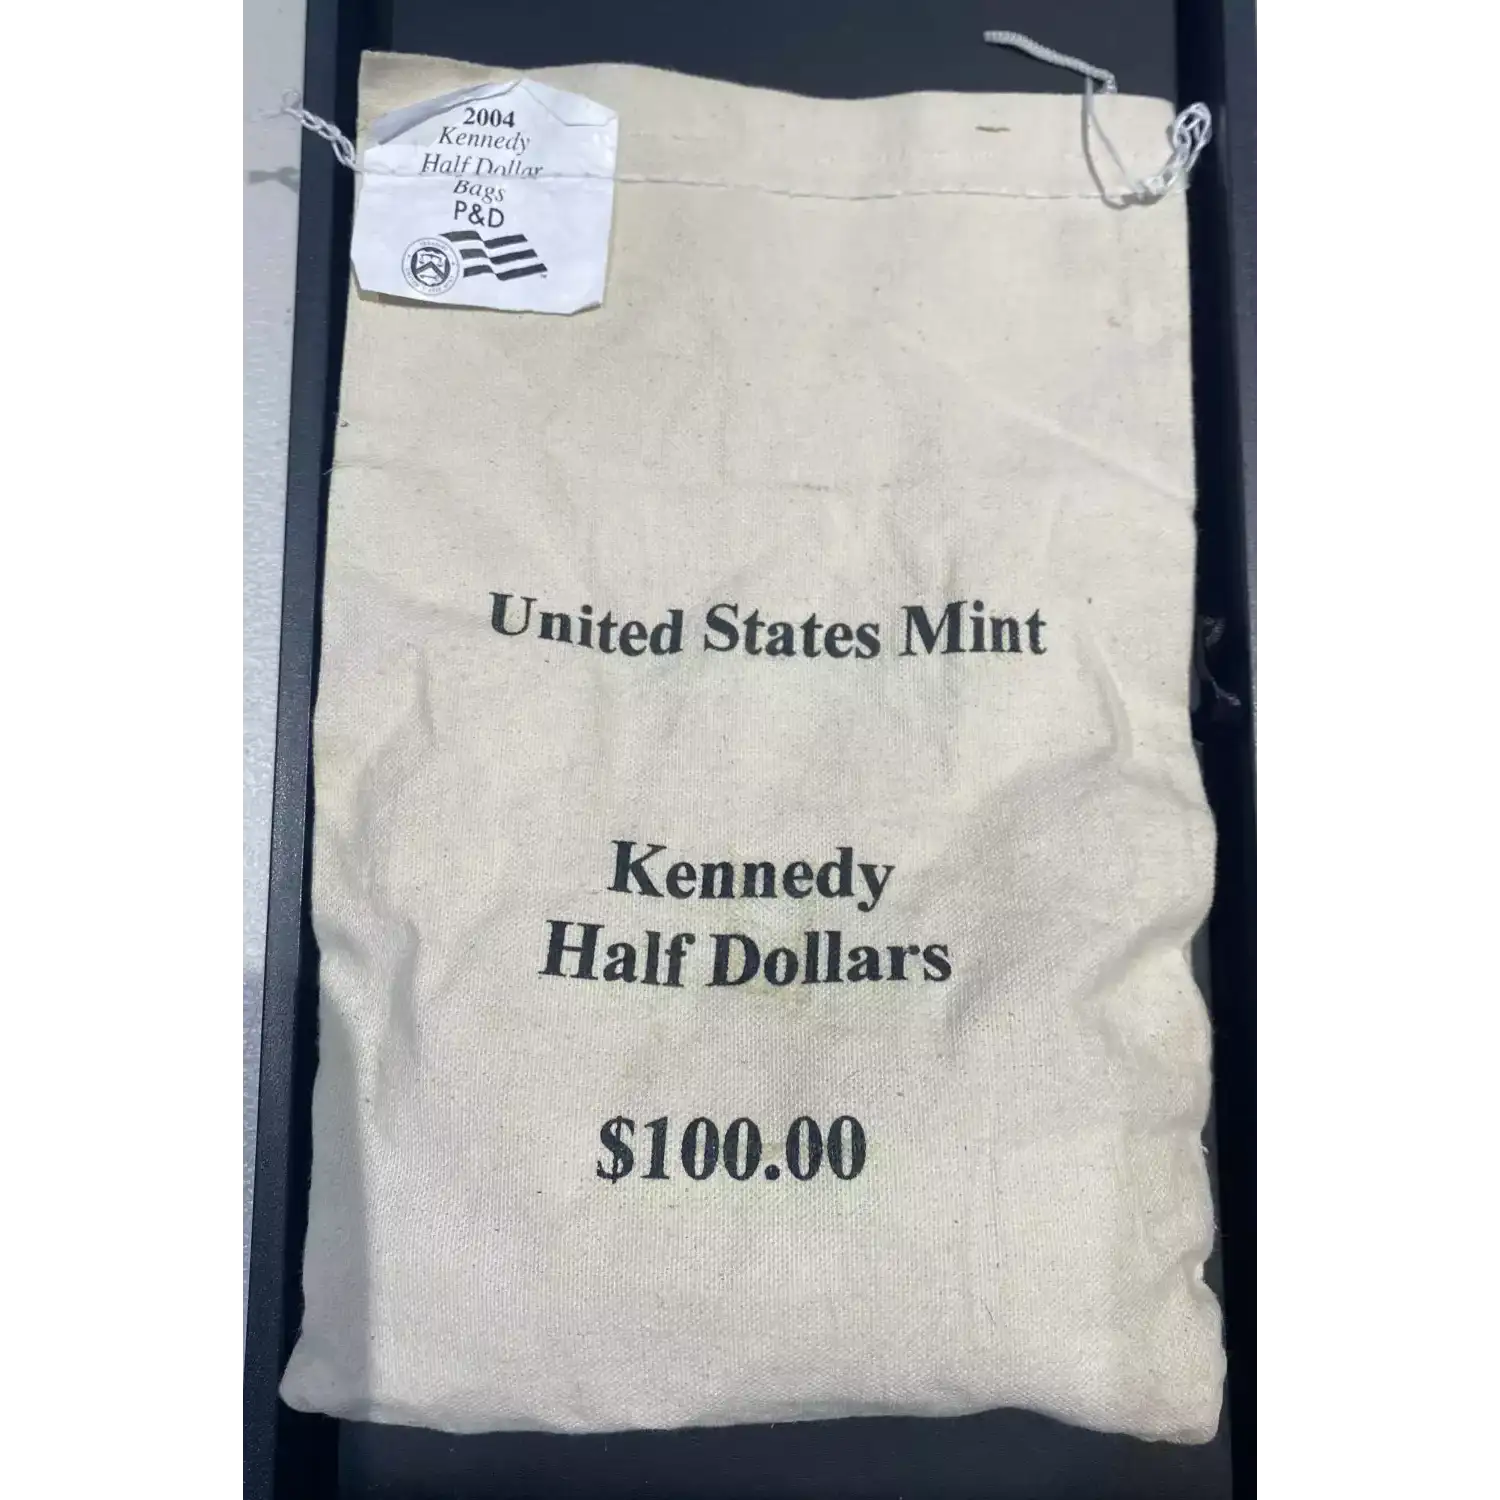 2004
Kennedy
Half Dollar
Bags
P&D
United States Mint
Kennedy
Half Dollars
$100.00